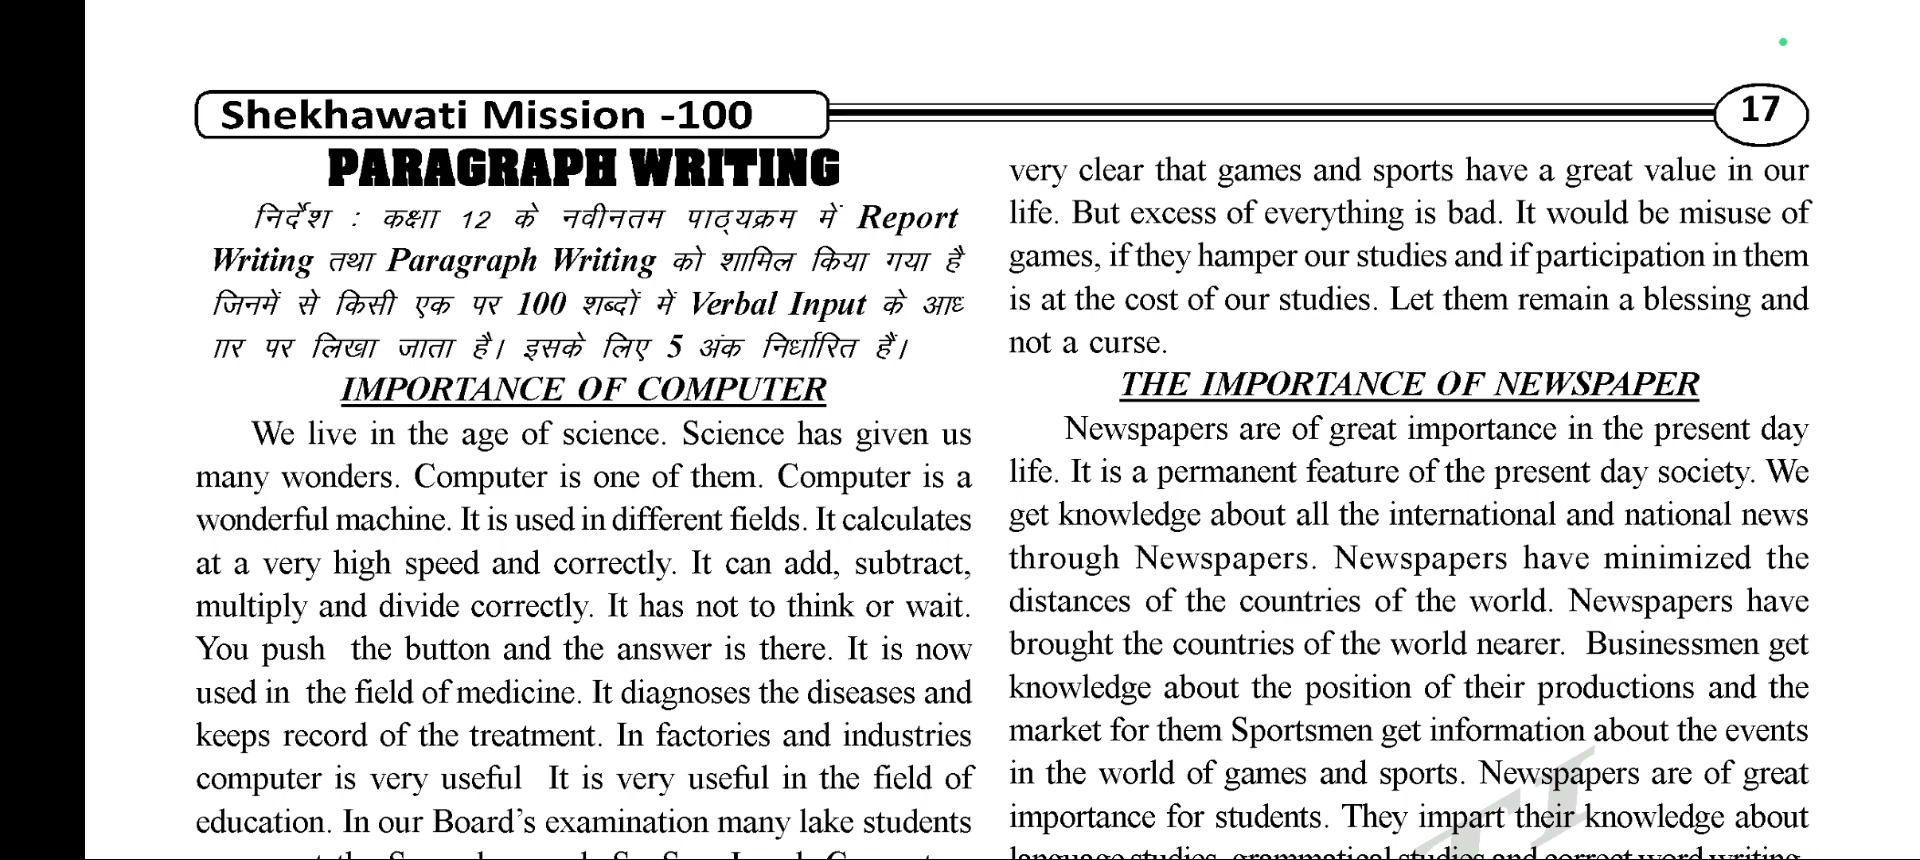 Shekhawati Mission -100
17
PARAGRAPH WRITING
निर्देश : कक्षा 12 के नवीनतम पाठ्यक्रम में Report
Writing तथा Paragraph Writing को शामिल किया गया है
जिनमें से किसी एक पर 100 शब्दों में Verbal Input के आध
ाार पर लिखा जाता है। इसके लिए 5 अंक निर्धारित हैं।
IMPORTANCE OF COMPUTER
We live in the age of science. Science has given us
many wonders. Computer is one of them. Computer is a
wonderful machine. It is used in different fields. It calculates
at a very high speed and correctly. It can add, subtract,
multiply and divide correctly. It has not to think or wait.
You push the button and the answer is there. It is now
used in the field of medicine. It diagnoses the diseases and
keeps record of the treatment. In factories and industries
computer is very useful It is very useful in the field of
education. In our Board's examination many lake students
very clear that games and sports have a great value in our
life. But excess of everything is bad. It would be misuse of
games, if they hamper our studies and if participation in them
is at the cost of our studies. Let them remain a blessing and
not a curse.
THE IMPORTANCE OF NEWSPAPER
Newspapers are of great importance in the present day
life. It is a permanent feature of the present day society. We
get knowledge about all the international and national news
through Newspapers. Newspapers have minimized the
distances of the countries of the world. Newspapers have
brought the countries of the world nearer. Businessmen get
knowledge about the position of their productions and the
market for them Sportsmen get information about the events
in the world of games and sports. Newspapers are of great
importance for students. They impart their knowledge about
language studies, grammatical studies and correct word writing